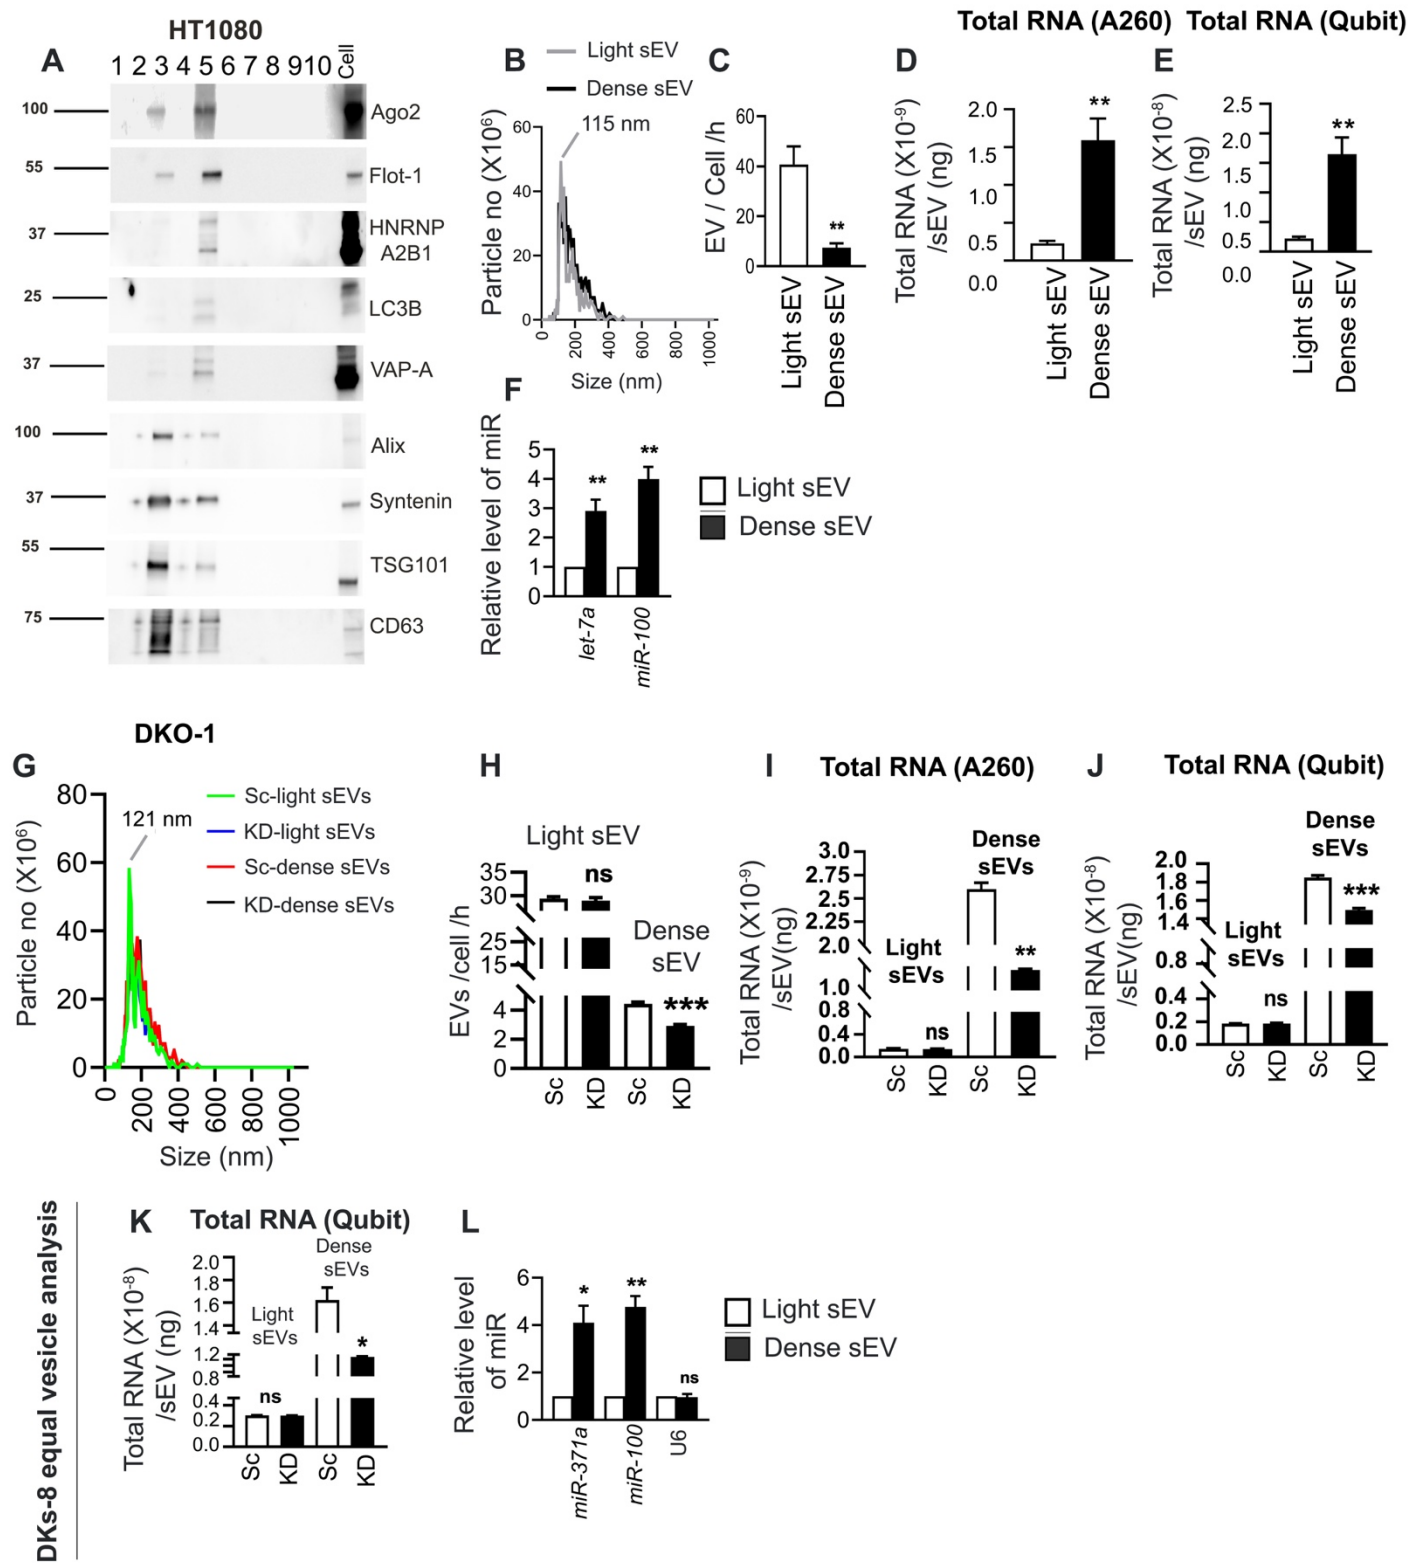 HT1080
A
1 2 3 4 5 6 7 8 9 10 Cell
100
Ago2
55
Flot-1
37
HNRNP
A2B1
25
LC3B
37
VAP-A
100
Alix
37
Syntenin
55
TSG101
75
CD63
B
Light sEV
Dense sEV
115 nm
Particle no (X10⁶)
60
40
20
0
0 200 400 600 800 1000
Size (nm)
C
EV / Cell /h
60
40
20
0
**
Light sEV
Dense sEV
Total RNA (A260)
D
Total RNA (X10⁻⁹)
/sEV (ng)
2.0
1.5
1.0
0.5
0.0
**
Light sEV
Dense sEV
Total RNA (Qubit)
E
Total RNA (X10⁻⁸)
/sEV (ng)
2.5
2.0
1.5
1.0
0.5
0.0
**
Light sEV
Dense sEV
F
Relative level of miR
5
4
3
2
1
0
**
**
let-7a
miR-100
Light sEV
Dense sEV
DKO-1
G
Particle no (X10⁶)
80
60
40
20
0
121 nm
Sc-light sEVs
KD-light sEVs
Sc-dense sEVs
KD-dense sEVs
0 200 400 600 800 1000
Size (nm)
H
Light sEV
EVs /cell /h
35
30
25
15
4
2
0
ns
Dense
sEV
***
Sc
KD
Sc
KD
I
Total RNA (A260)
Total RNA (X10⁻⁹)
/sEV(ng)
3.0
2.75
2.5
2.25
2.0
1.0
0.8
0.4
0.0
Light
sEVs
ns
Dense
sEVs
**
Sc
KD
Sc
KD
J
Total RNA (Qubit)
Total RNA (X10⁻⁸)
/sEV(ng)
2.0
1.8
1.6
1.4
0.8
0.4
0.2
0.0
Light
sEVs
ns
Dense
sEVs
***
Sc
KD
Sc
KD
DKs-8 equal vesicle analysis
K
Total RNA (Qubit)
Total RNA (X10⁻⁸)
/sEV (ng)
2.0
1.8
1.6
1.4
1.2
0.8
0.4
0.2
0.0
Light
sEVs
ns
Dense
sEVs
*
Sc
KD
Sc
KD
L
Relative level
of miR
6
4
2
0
*
**
ns
miR-371a
miR-100
U6
Light sEV
Dense sEV